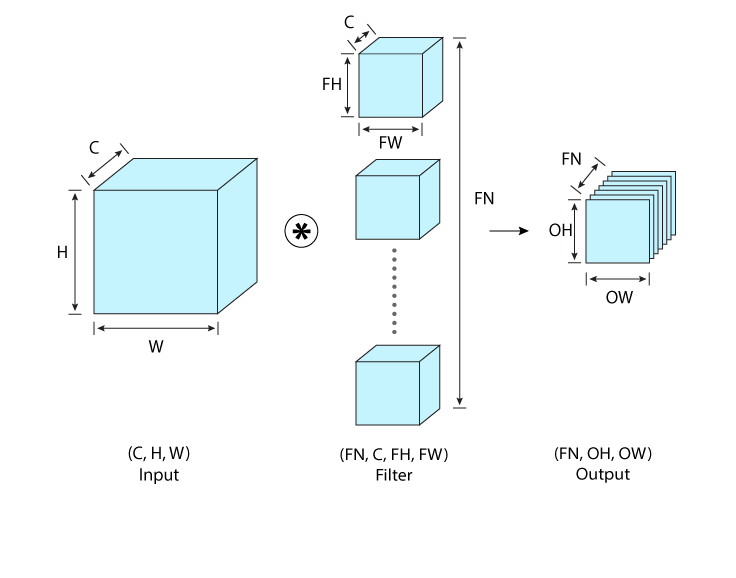 C
H
W
*
C
FH
FW
FN
FN
OH
OW
(C, H, W)
Input
(FN, C, FH, FW)
Filter
(FN, OH, OW)
Output